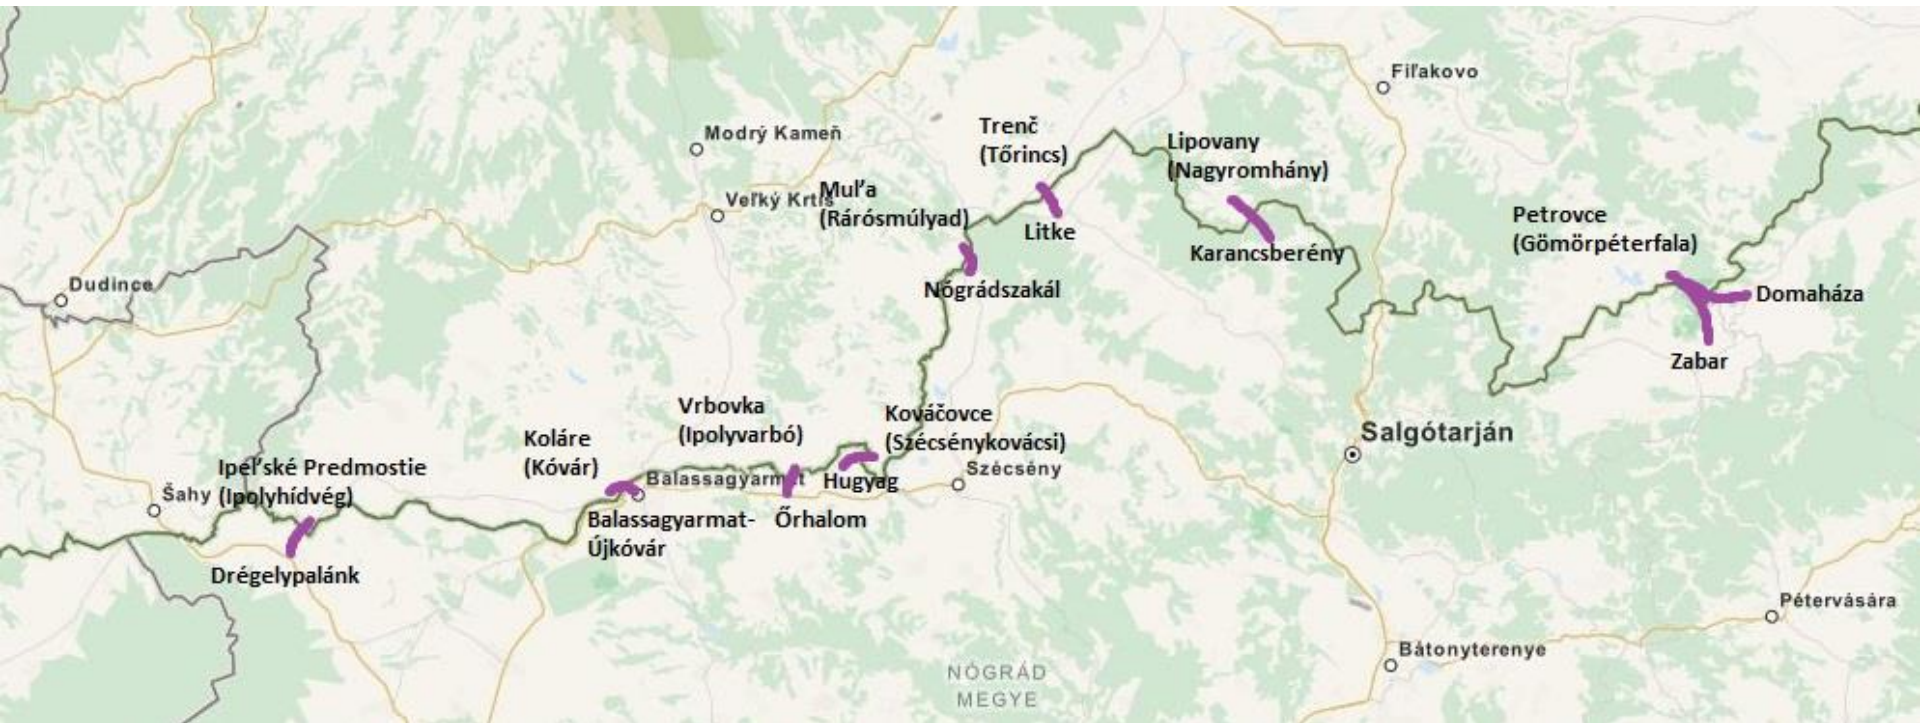 Fiľakovo
Trenč
(Tőrincs)
Modrý Kameň
Lipovany
(Nagyromhány)
Muľa
(Rárósmúlyad)
Veľký Krtíš
Litke
Petrovce
(Gömörpéterfala)
Karancsberény
Dudince
Nógrádszakál
Domaháza
Zabar
Vrbovka
(Ipolyvarbó)
Kováčovce
(Szécsénykovácsi)
Salgótarján
Koláre
(Kóvár)
Ipeľské Predmostie
(Ipolyhídvég)
Balassagyarmat
Hugyag
Szécsény
Šahy
Balassagyarmat-
Újkóvár
Őrhalom
Drégelypalánk
Pétervására
Bátonyterenye
NÓGRÁD
MEGYE